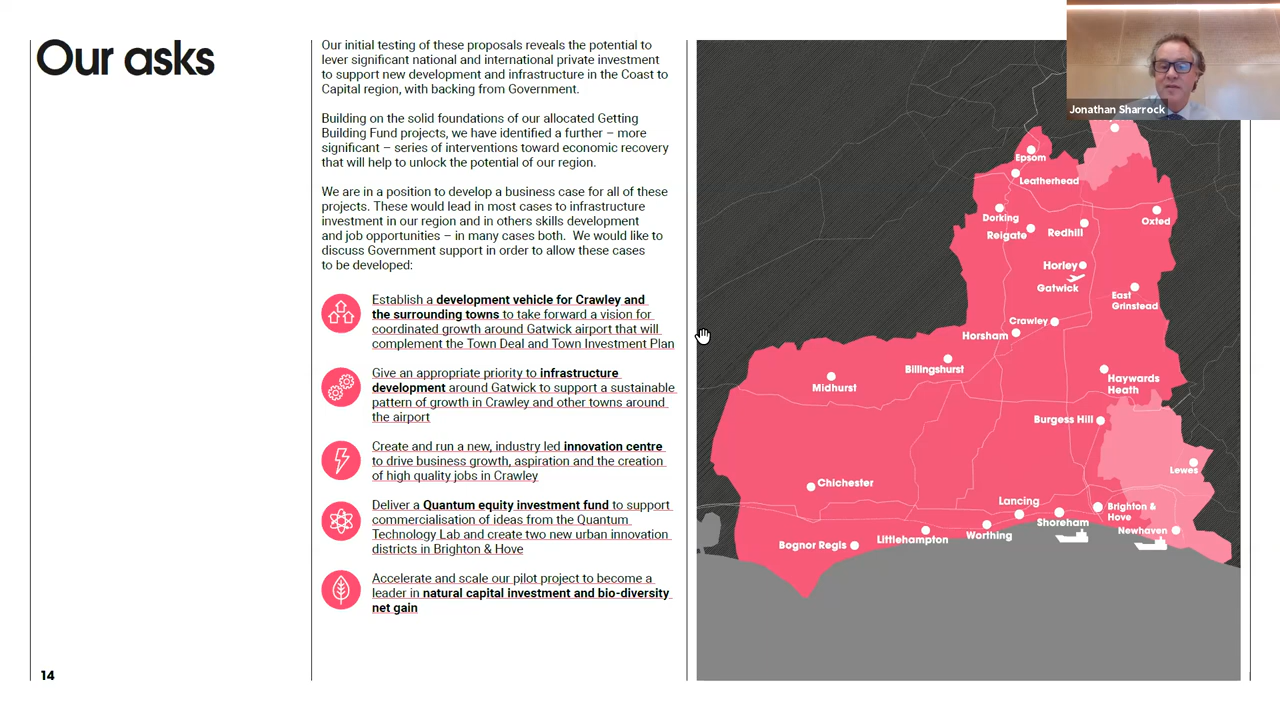 Our asks
Our initial testing of these proposals reveals the potential to
lever significant national and international private investment
to support new development and infrastructure in the Coast to
Capital region, with backing from Government.
Building on the solid foundations of our allocated Getting
Building Fund projects, we have identified a further – more
significant – series of interventions toward economic recovery
that will help to unlock the potential of our region.
We are in a position to develop a business case for all of these
projects. These would lead in most cases to infrastructure
investment in our region and in others skills development
and job opportunities – in many cases both. We would like to
discuss Government support in order to allow these cases
to be developed:
Establish a development vehicle for Crawley and
the surrounding towns to take forward a vision for
coordinated growth around Gatwick airport that will
complement the Town Deal and Town Investment Plan
Give an appropriate priority to infrastructure
development around Gatwick to support a sustainable
pattern of growth in Crawley and other towns around
the airport
Create and run a new, industry led innovation centre
to drive business growth, aspiration and the creation
of high quality jobs in Crawley
Deliver a Quantum equity investment fund to support
commercialisation of ideas from the Quantum
Technology Lab and create two new urban innovation
districts in Brighton & Hove
Accelerate and scale our pilot project to become a
leader in natural capital investment and bio-diversity
net gain
14
Jonathan Sharrock
Epsom
Leatherhead
Dorking
Reigate
Redhill
Oxted
Horley
Gatwick
East
Grinstead
Crawley
Horsham
Billingshurst
Midhurst
Haywards
Heath
Burgess Hill
Lewes
Chichester
Lancing
Brighton &
Hove
Shoreham
Newhaven
Worthing
Littlehampton
Bognor Regis